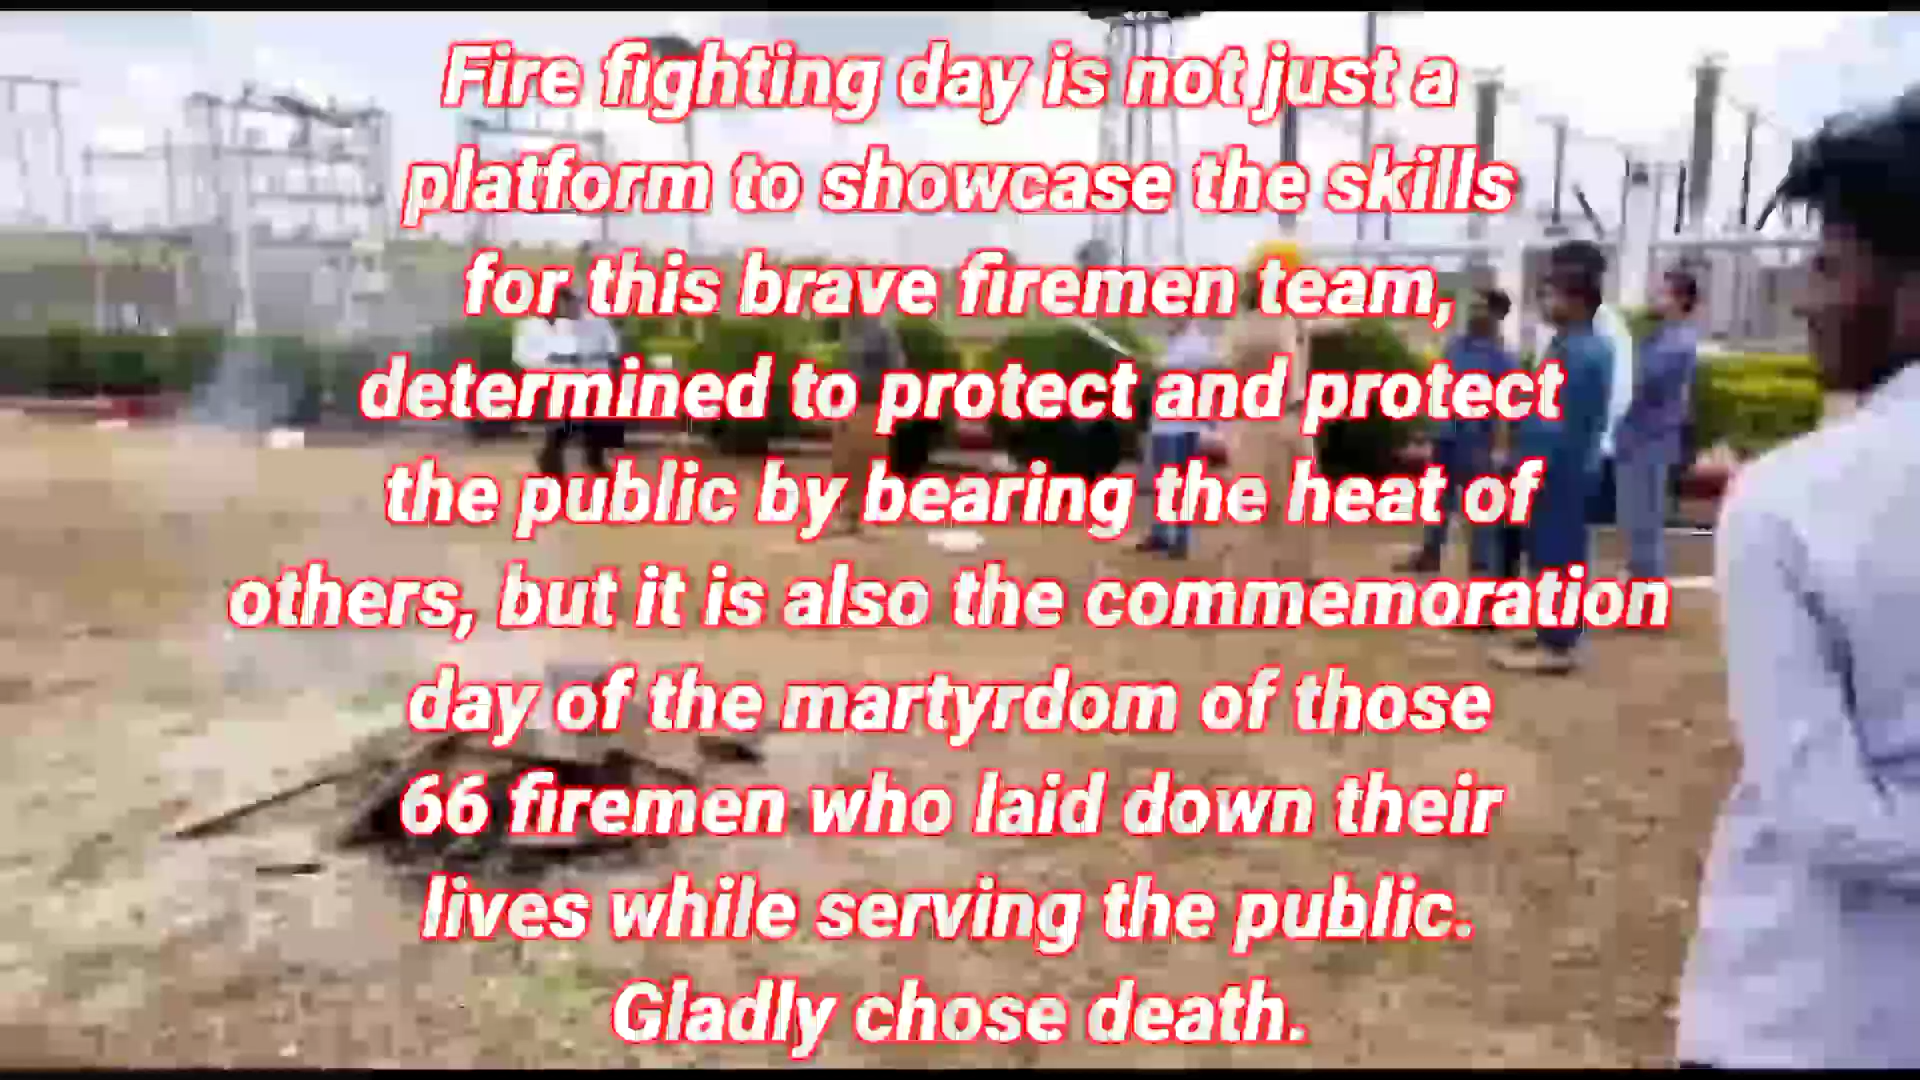 Fire fighting day is not just a
platform to showcase the skills
for this brave firemen team,
determined to protect and protect
the public by bearing the heat of
others, but it is also the commemoration
day of the martyrdom of those
66 firemen who laid down their
lives while serving the public.
Gladly chose death.